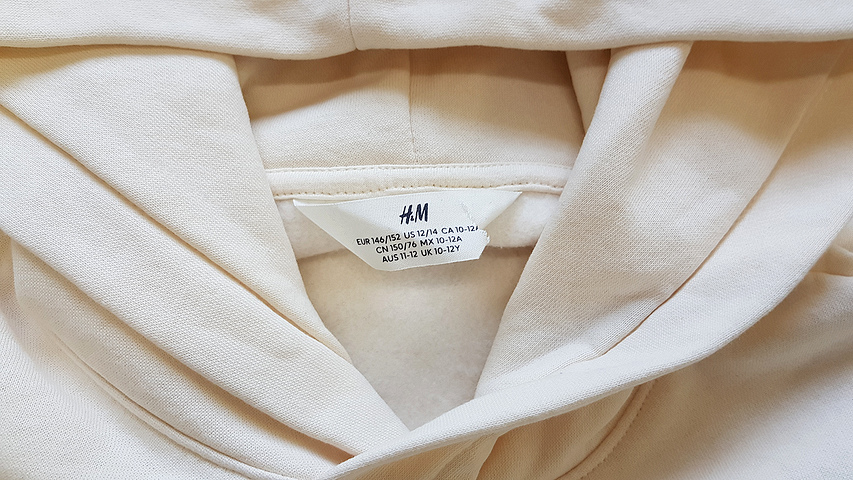 H&M
EUR 146/152 US 12/14 CA 10-12
CN 150/76 MX 10-12A
AUS 11-12 UK 10-12Y